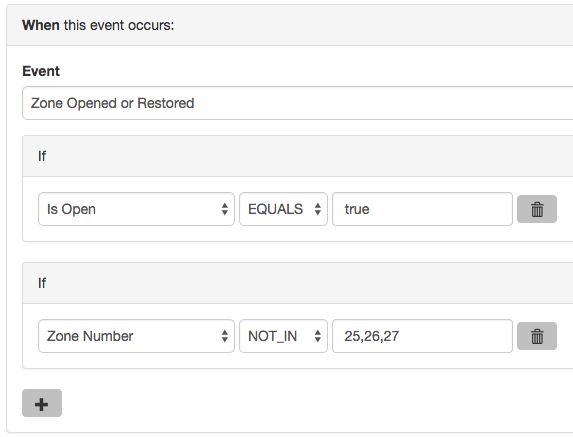 When this event occurs:
Event
Zone Opened or Restored
If
Is Open EQUALS true
If
Zone Number NOT_IN 25,26,27